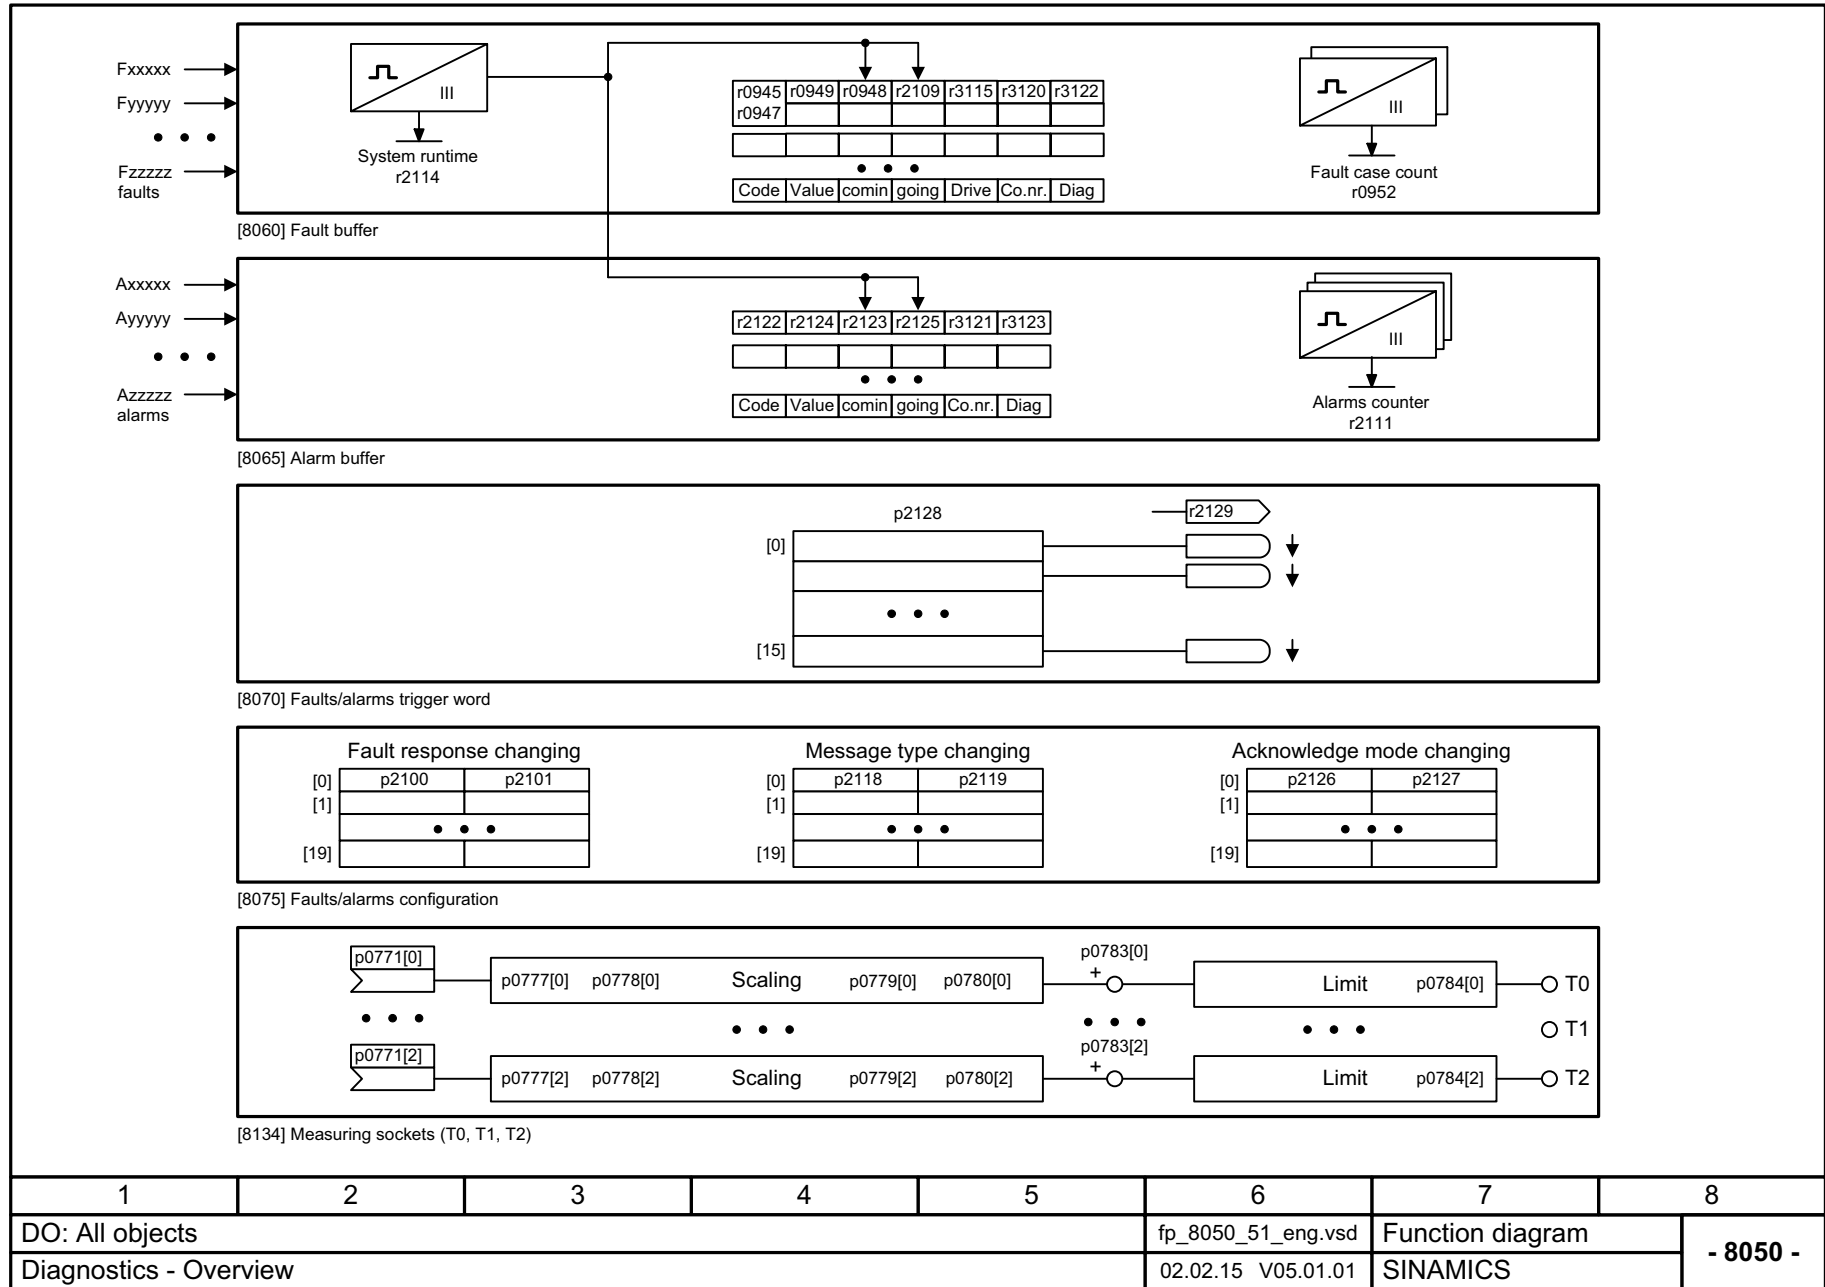 Fxxxxx
Fyyyyy
Fzzzzz
faults
III
System runtime
r2114
r0945 r0949 r0948 r2109 r3115 r3120 r3122
r0947
Code Value comin going Drive Co.nr. Diag
III
Fault case count
r0952
[8060] Fault buffer
Axxxxx
Ayyyyy
Azzzzz
alarms
r2122 r2124 r2123 r2125 r3121 r3123
Code Value comin going Co.nr. Diag
III
Alarms counter
r2111
[8065] Alarm buffer
p2128
r2129
[0]
[15]
[8070] Faults/alarms trigger word
Fault response changing
[0] p2100 p2101
[1]
[19]
Message type changing
[0] p2118 p2119
[1]
[19]
Acknowledge mode changing
[0] p2126 p2127
[1]
[19]
[8075] Faults/alarms configuration
p0771[0]
p0777[0] p0778[0] Scaling p0779[0] p0780[0]
p0783[0]
+
Limit p0784[0]
T0
T1
p0771[2]
p0777[2] p0778[2] Scaling p0779[2] p0780[2]
p0783[2]
+
Limit p0784[2]
T2
[8134] Measuring sockets (T0, T1, T2)
1 2 3 4 5 6 7 8
DO: All objects
fp_8050_51_eng.vsd
Function diagram
- 8050 -
Diagnostics - Overview
02.02.15 V05.01.01
SINAMICS